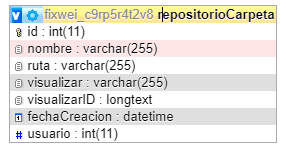 v fixwei_c9rp5r4t2v8 repositorioCarpeta
id : int(11)
nombre : varchar(255)
ruta : varchar(255)
visualizar : varchar(255)
visualizarID : longtext
fechaCreacion : datetime
# usuario : int(11)